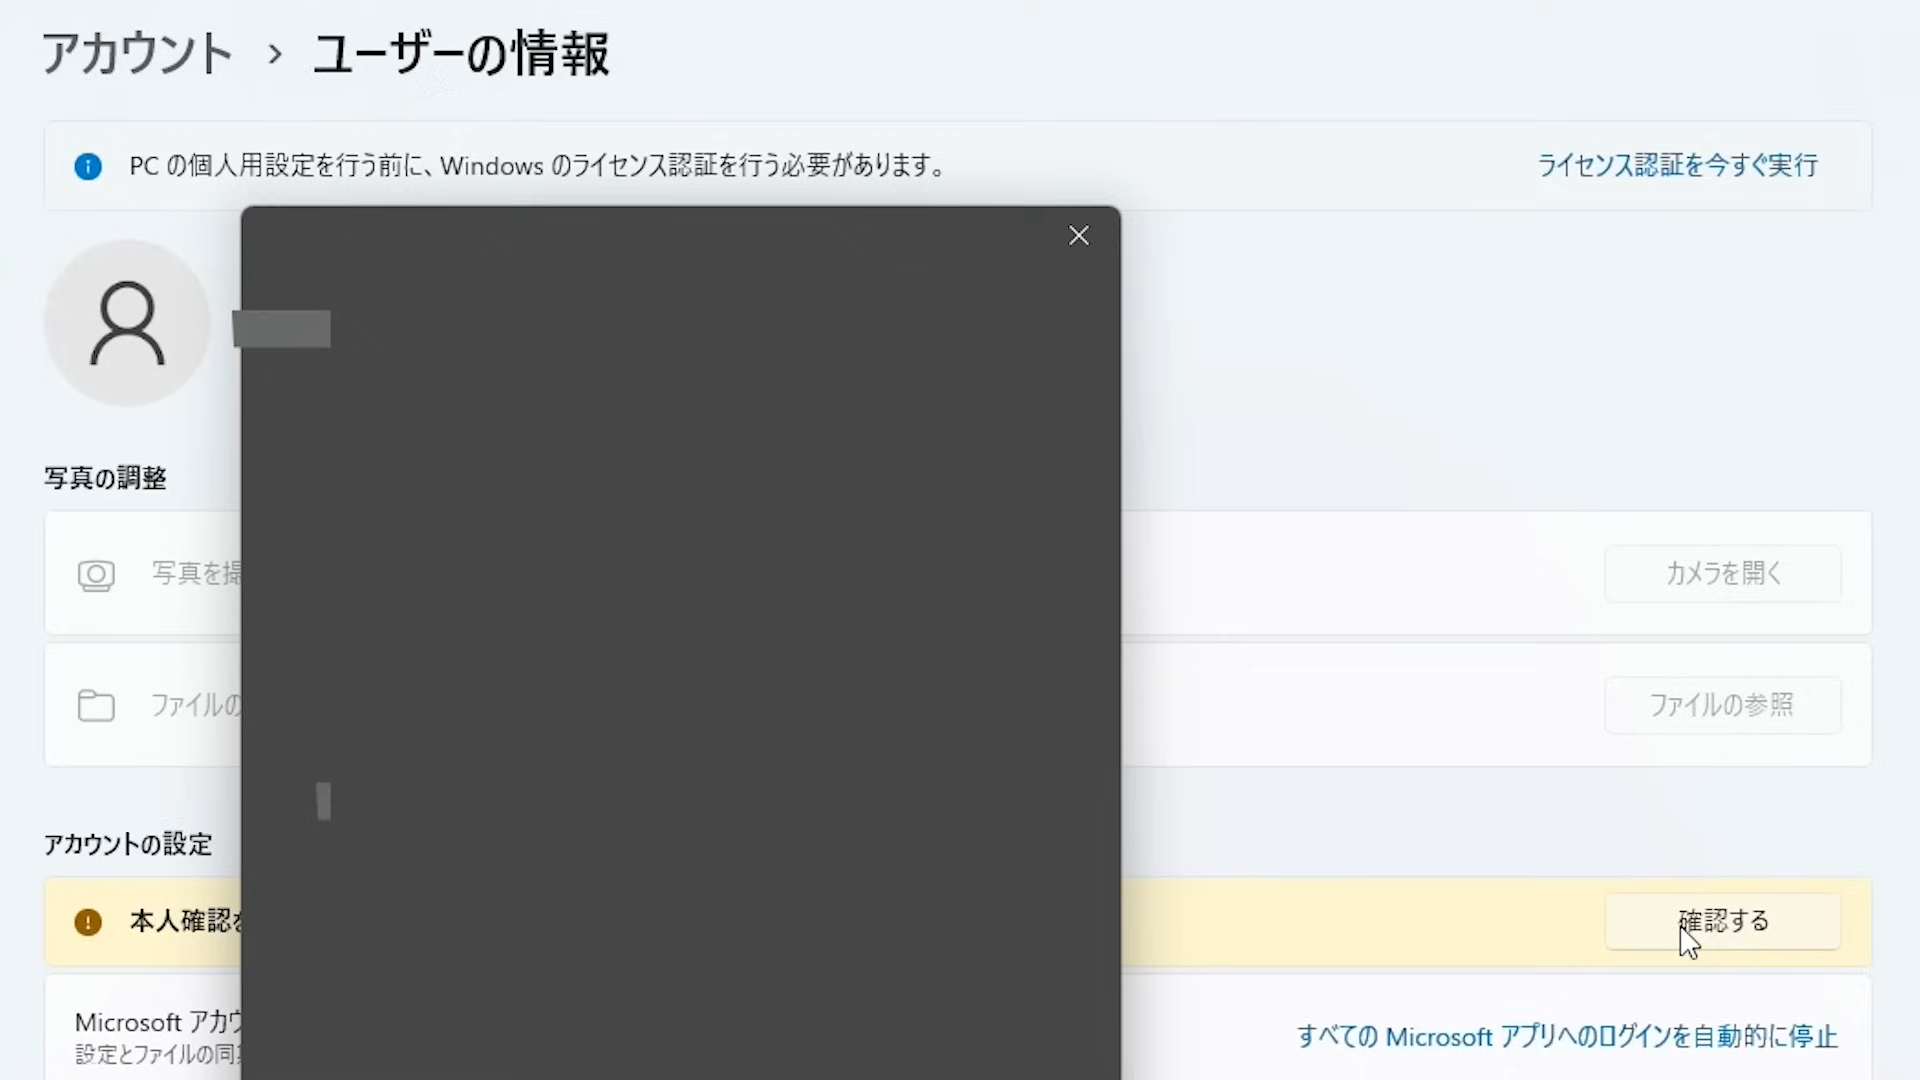 アカウント › ユーザーの情報
PC の個人用設定を行う前に、Windows のライセンス認証を行う必要があります。 ライセンス認証を今すぐ実行
写真の調整
写真を カメラを開く
ファイルの ファイルの参照
アカウントの設定
本人確認を 確認する
Microsoft アカウ すべての Microsoft アプリへのログインを自動的に停止
設定とファイルの同